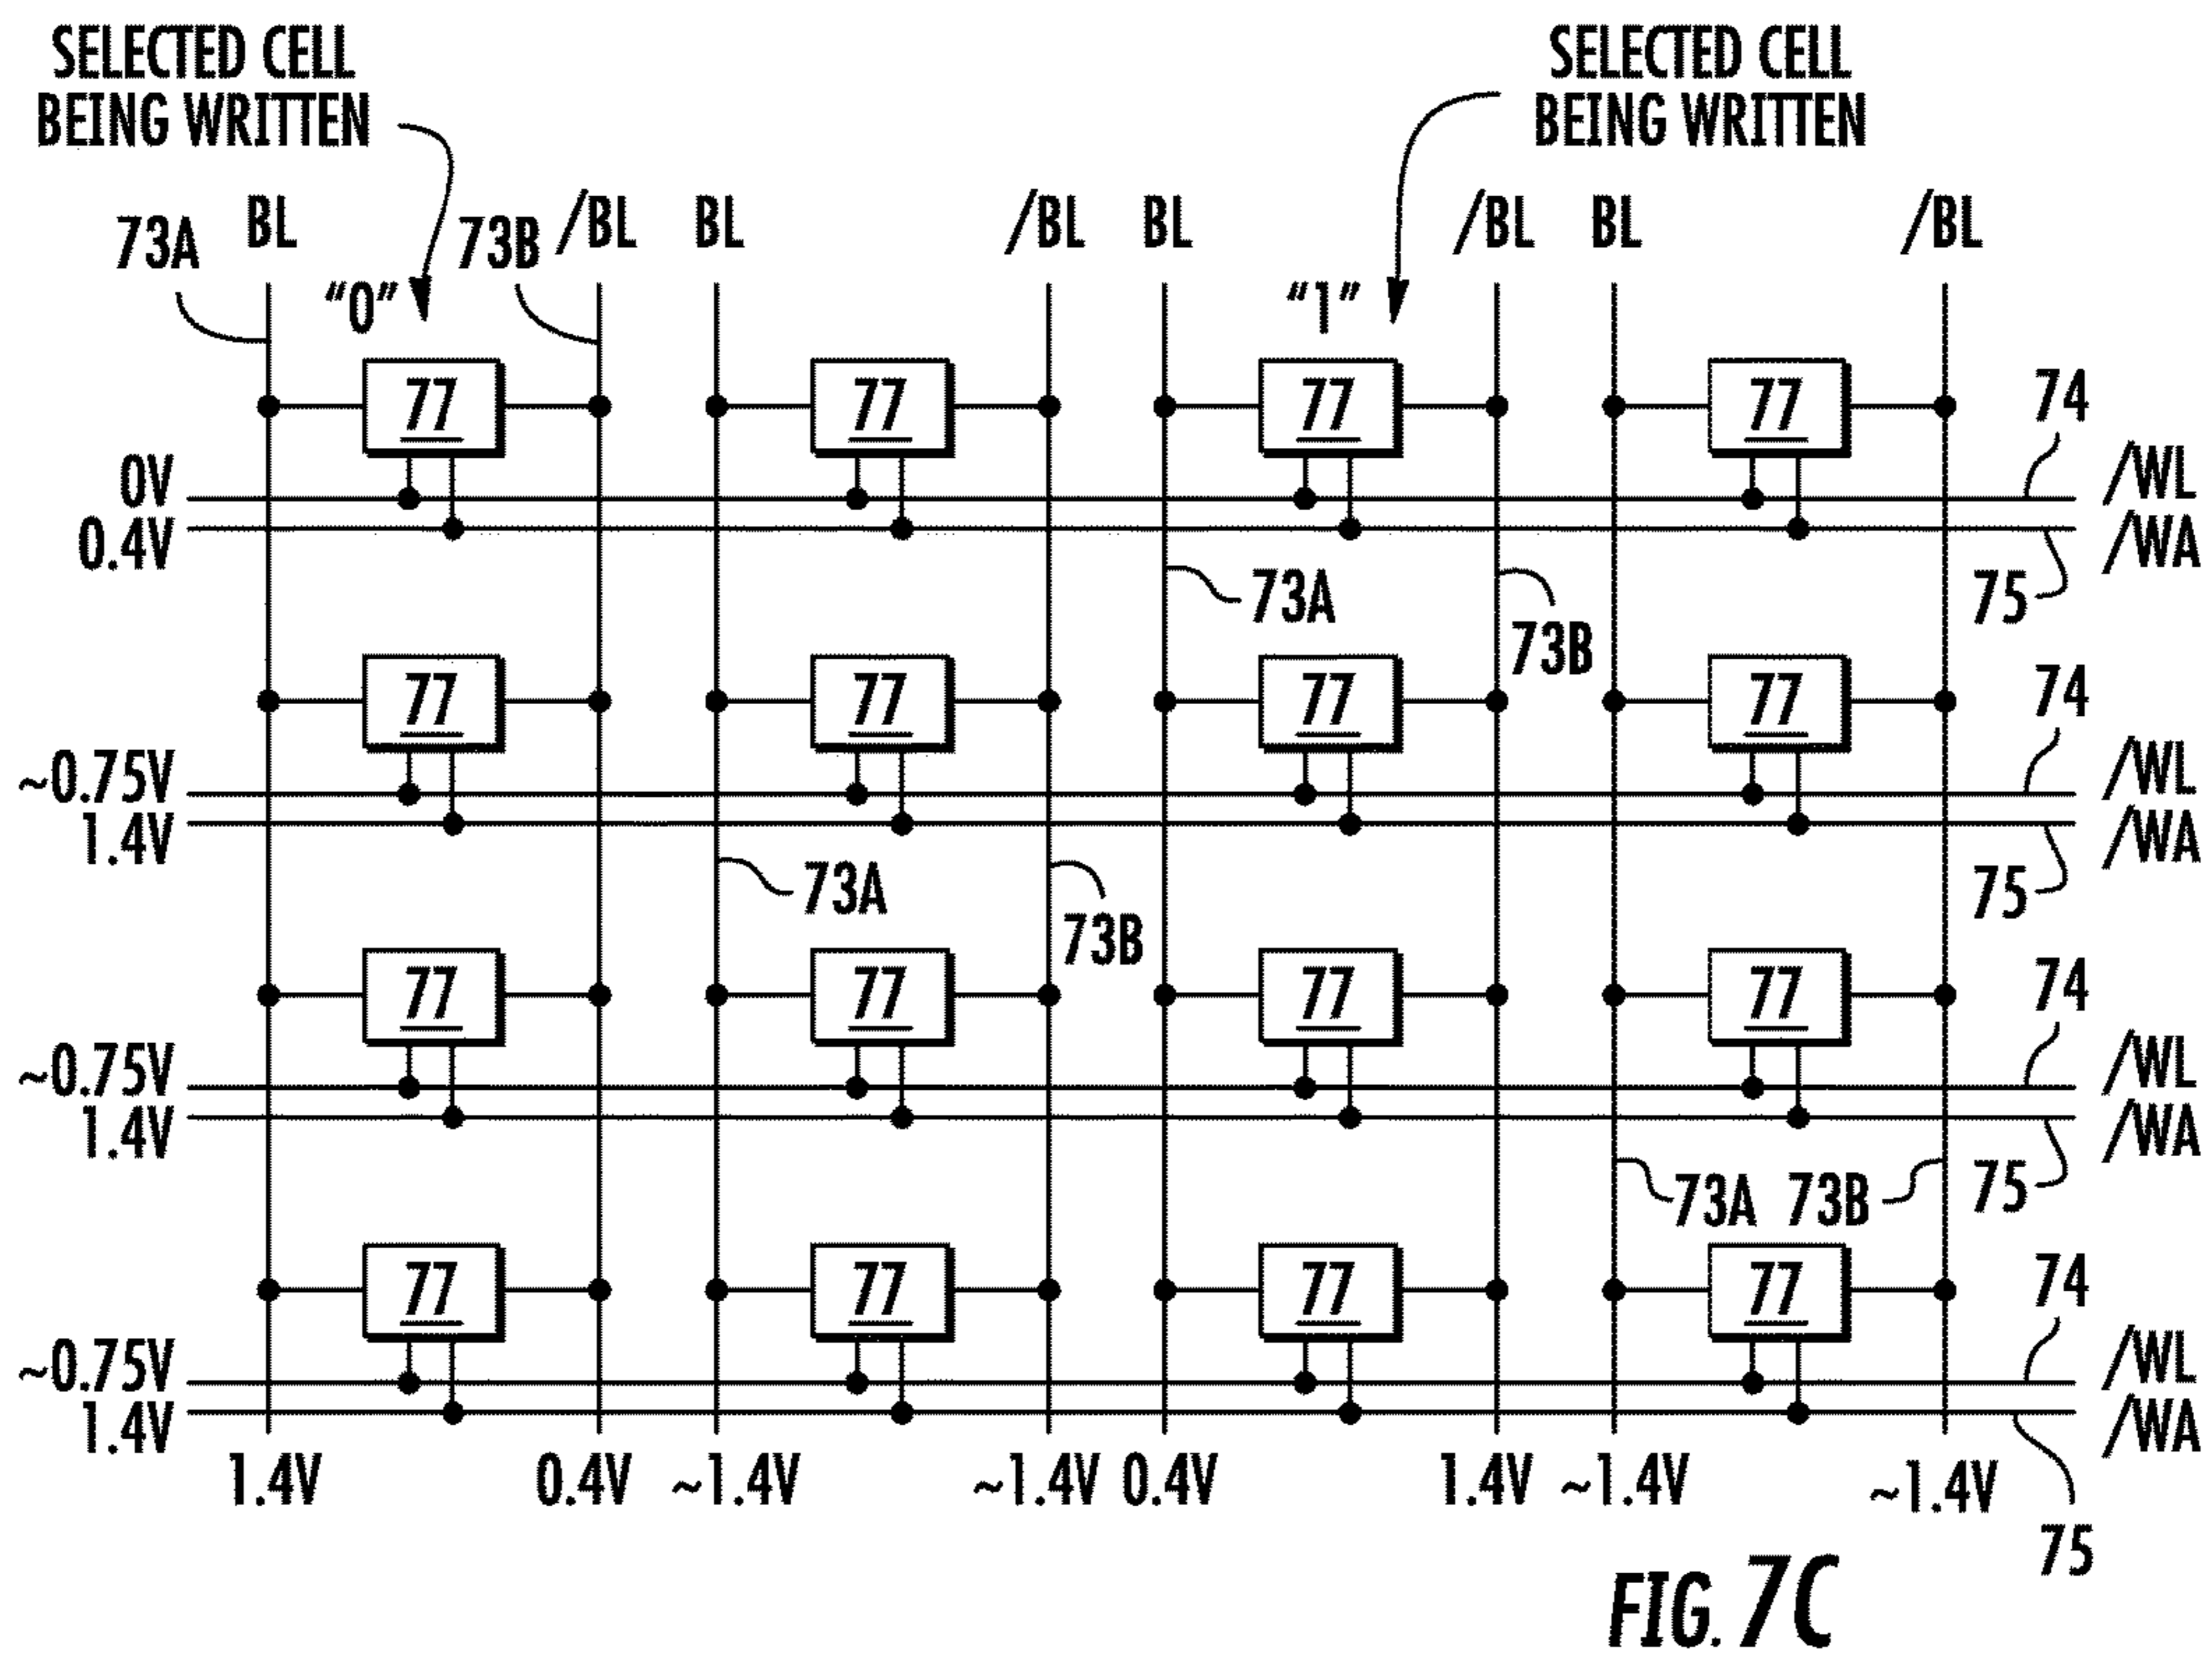 SELECTED CELL
BEING WRITTEN
SELECTED CELL
BEING WRITTEN
73A BL 73B /BL BL /BL BL /BL BL /BL
"0" "1"
77 77 77 77
74
0V /WL
0.4V /WA
73A 75
73B
77 77 77 77
74
~0.75V /WL
1.4V /WA
73A 75
73B
77 77 77 77
74
~0.75V /WL
1.4V /WA
73A 73B 75
77 77 77 77
74
~0.75V /WL
1.4V /WA
1.4V 0.4V ~1.4V ~1.4V 0.4V 1.4V ~1.4V ~1.4V
75
FIG. 7C